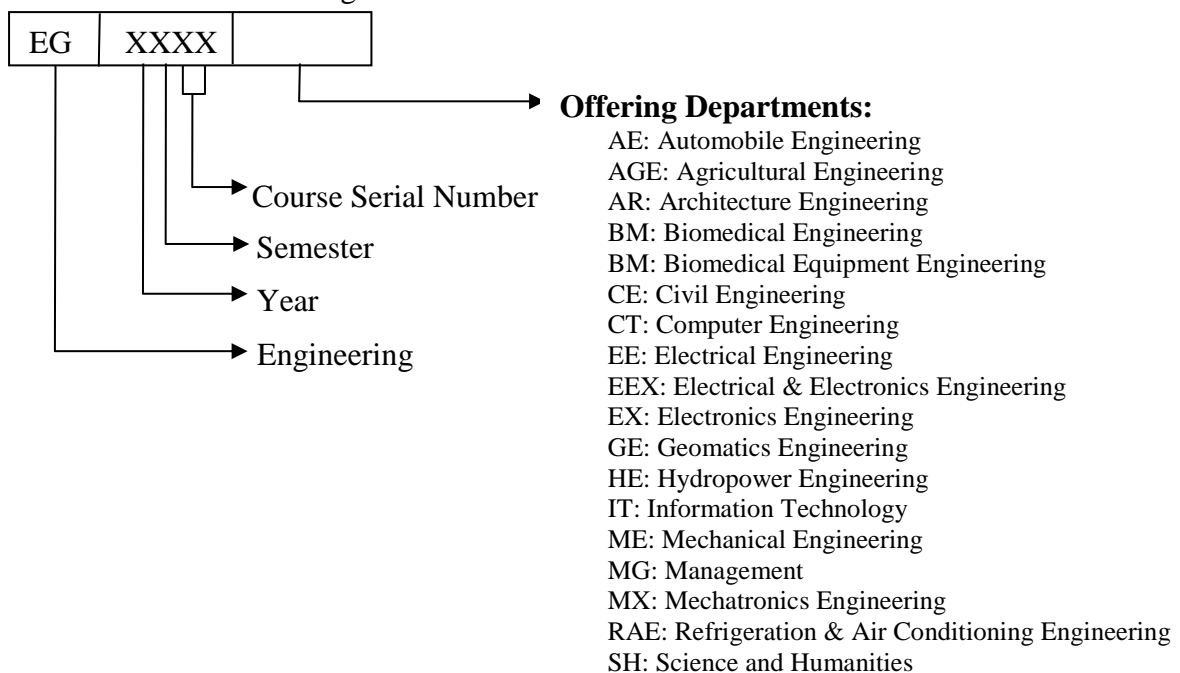 EG XXXX
Offering Departments:
AE: Automobile Engineering
AGE: Agricultural Engineering
AR: Architecture Engineering
BM: Biomedical Engineering
BM: Biomedical Equipment Engineering
CE: Civil Engineering
CT: Computer Engineering
EE: Electrical Engineering
EEX: Electrical & Electronics Engineering
EX: Electronics Engineering
GE: Geomatics Engineering
HE: Hydropower Engineering
IT: Information Technology
ME: Mechanical Engineering
MG: Management
MX: Mechatronics Engineering
RAE: Refrigeration & Air Conditioning Engineering
SH: Science and Humanities
Course Serial Number
Semester
Year
Engineering